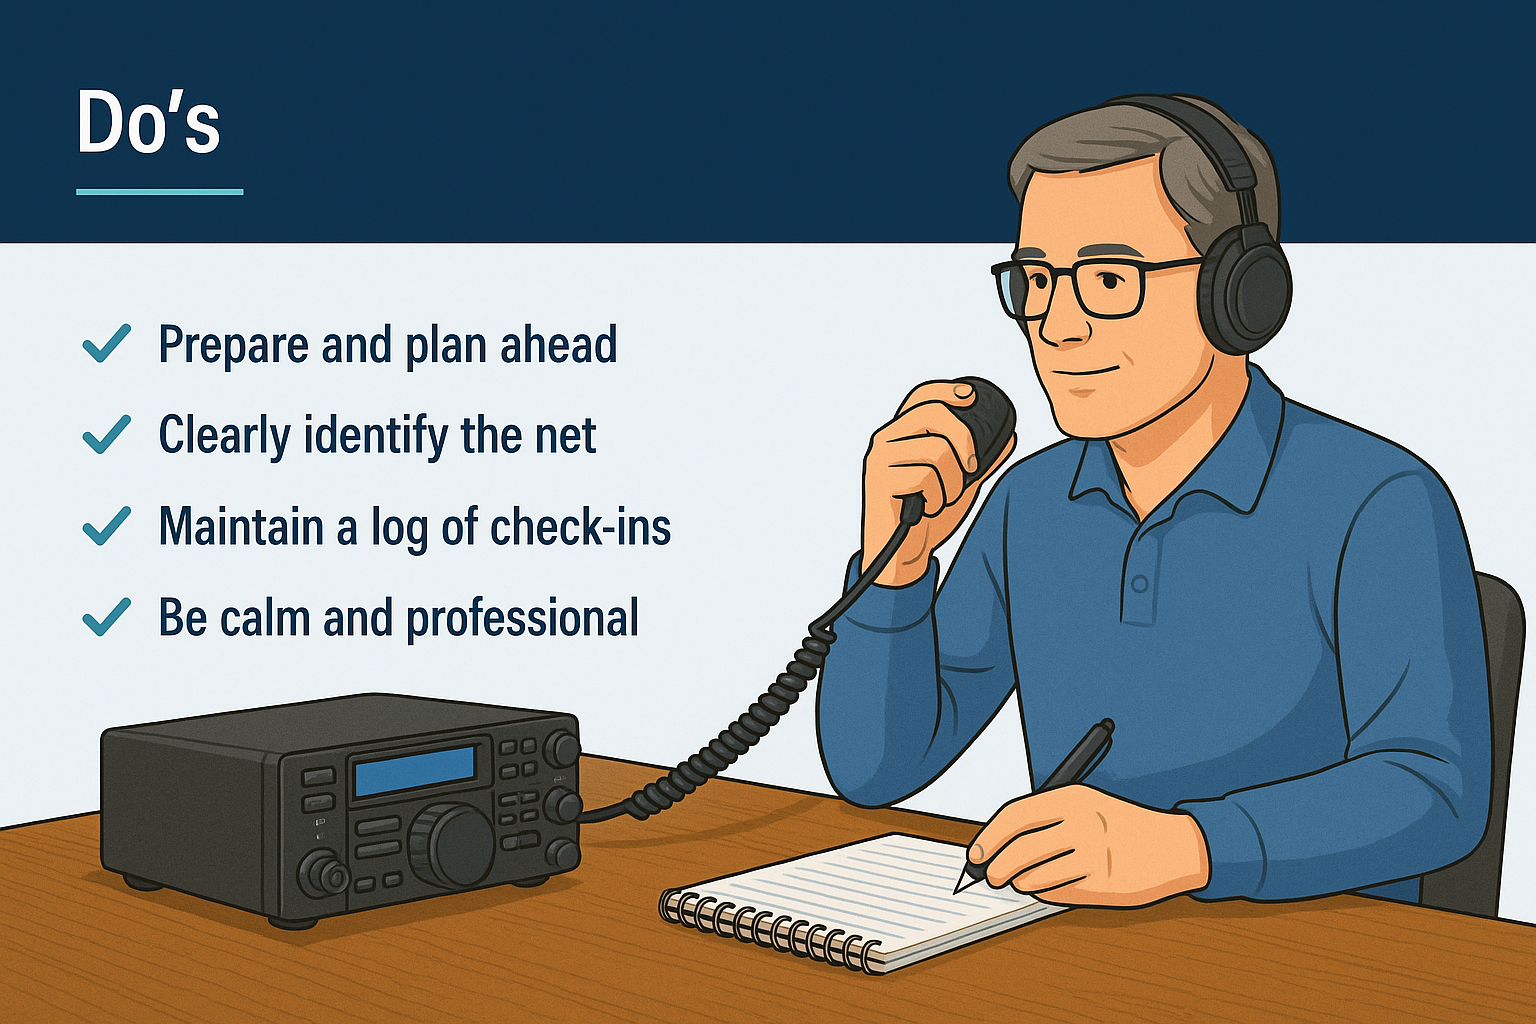 Do's
Prepare and plan ahead
Clearly identify the net
Maintain a log of check-ins
Be calm and professional